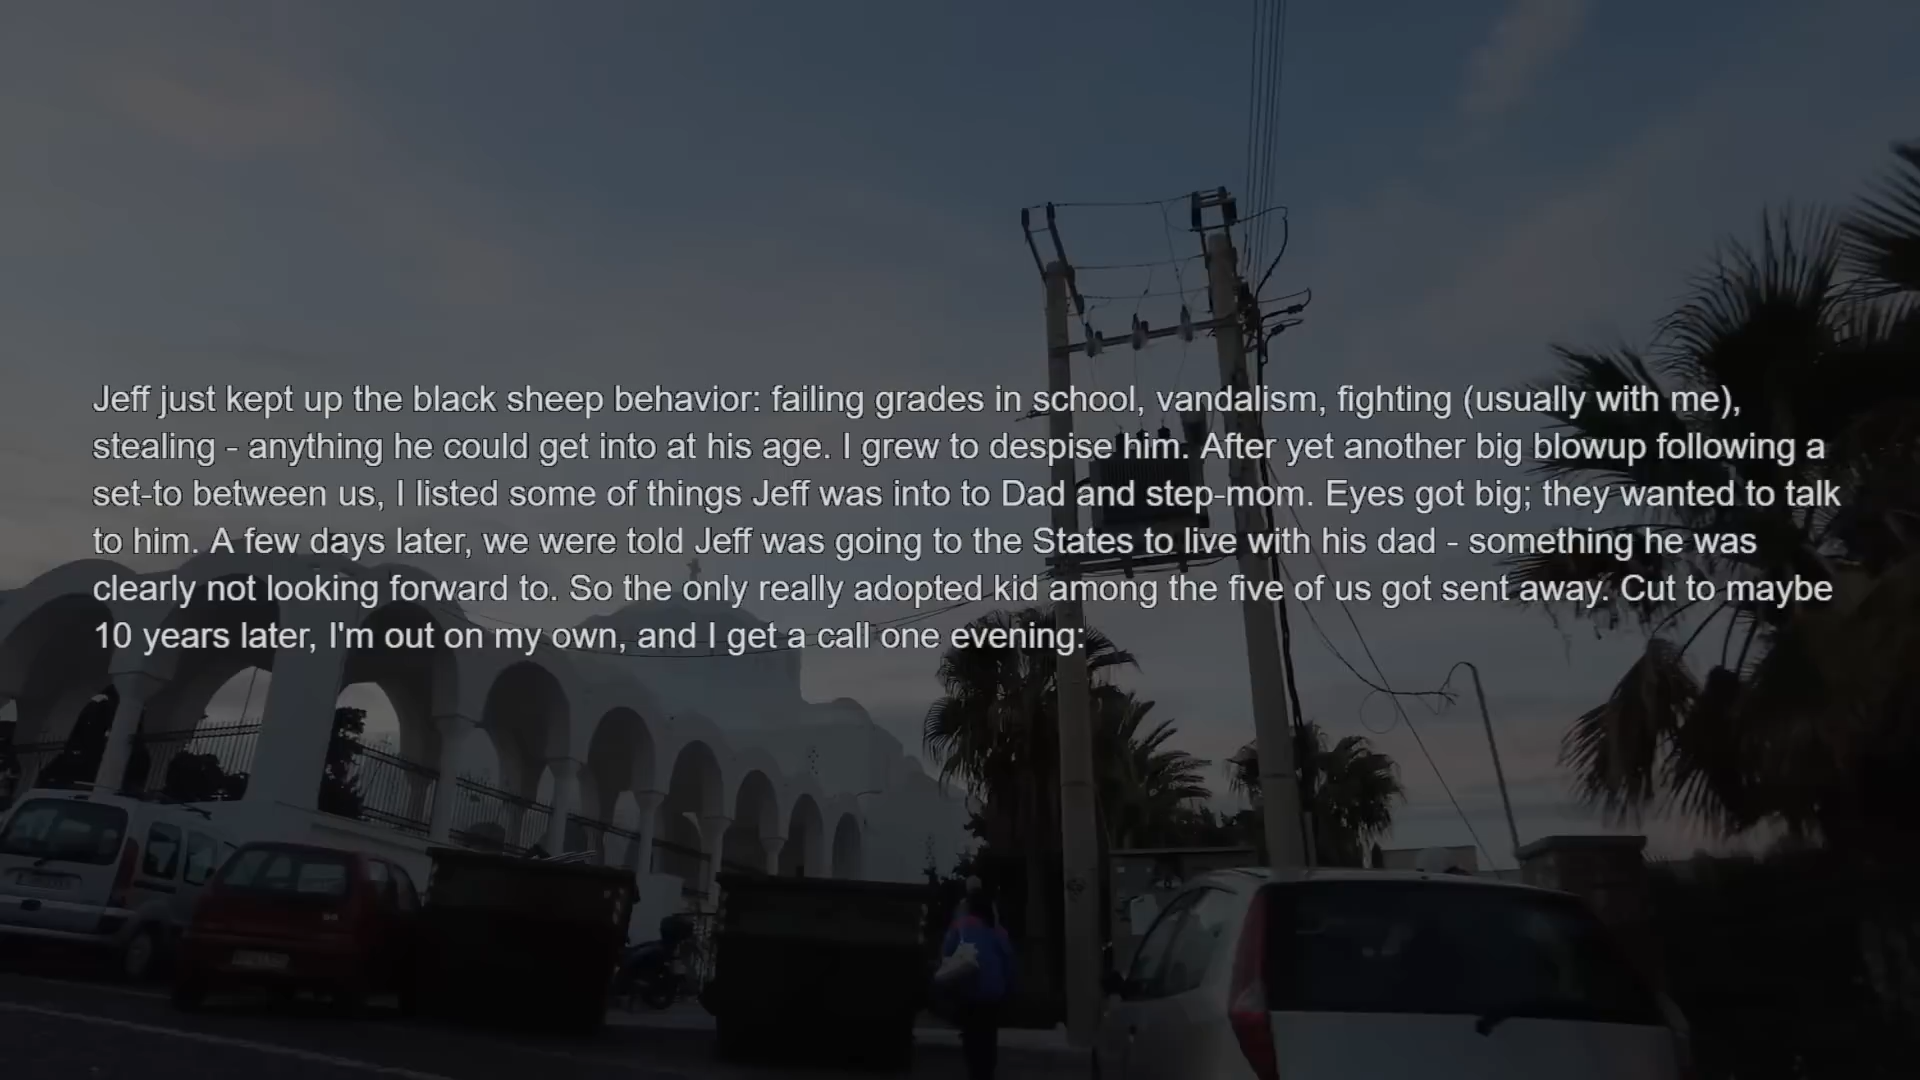 Jeff just kept up the black sheep behavior: failing grades in school, vandalism, fighting (usually with me),
stealing - anything he could get into at his age. I grew to despise him. After yet another big blowup following a
set-to between us, I listed some of things Jeff was into to Dad and step-mom. Eyes got big; they wanted to talk
to him. A few days later, we were told Jeff was going to the States to live with his dad - something he was
clearly not looking forward to. So the only really adopted kid among the five of us got sent away. Cut to maybe
10 years later, I'm out on my own, and I get a call one evening: